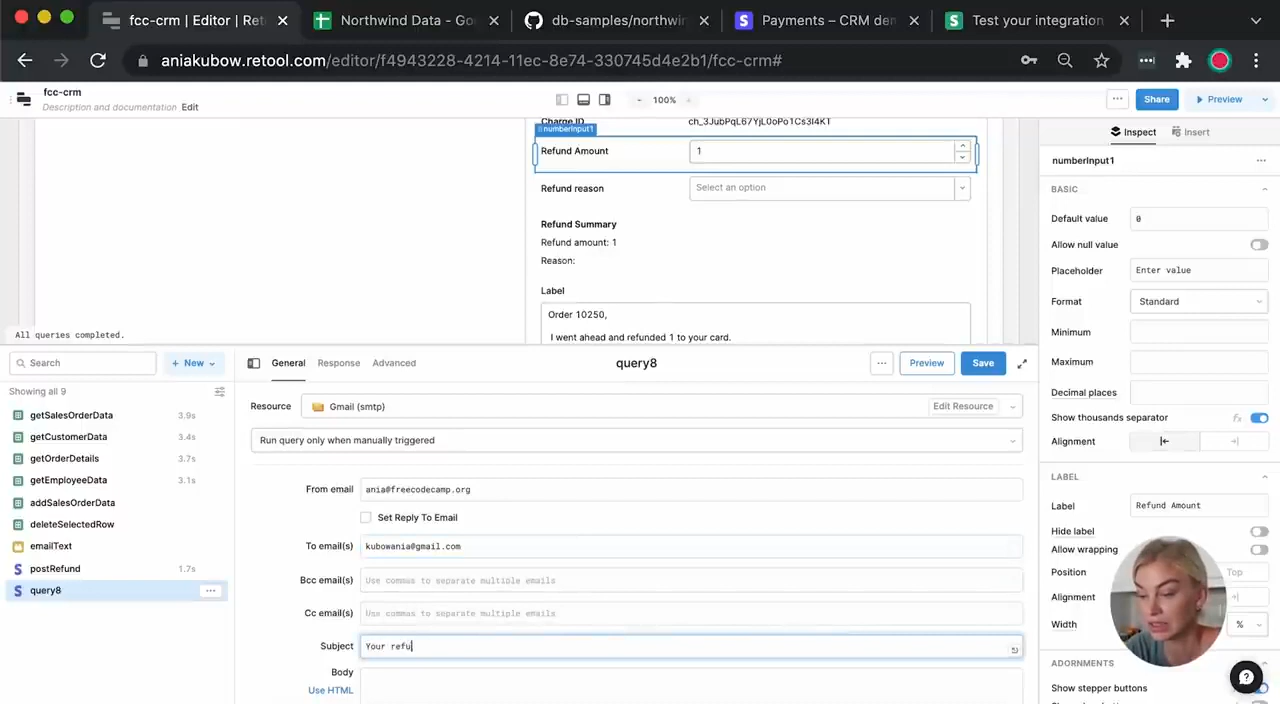 fcc-crm | Editor | Ret
Northwind Data - Go
db-samples/northwin
Payments – CRM den
Test your integration
aniakubow.retool.com/editor/f4943228-4214-11ec-8e74-330745d4e2b1/fcc-crm#
fcc-crm
Description and documentation Edit
- 100% +
Share
Preview
Charge ID ch_3JubPqL67YjL0oPo1Cs3I4KT
numberInput1
Refund Amount 1
Refund reason Select an option
Refund Summary
Refund amount: 1
Reason:
Label
Order 10250,
I went ahead and refunded 1 to your card.
All queries completed.
Inspect Insert
numberInput1
BASIC
Default value 0
Allow null value
Placeholder Enter value
Format Standard
Minimum
Maximum
Decimal places
Show thousands separator fx
Alignment
LABEL
Label Refund Amount
Hide label
Allow wrapping
Position Top
Alignment
Width %
ADORNMENTS
Show stepper buttons
Search + New
Showing all 9
getSalesOrderData 3.9s
getCustomerData 3.4s
getOrderDetails 3.7s
getEmployeeData 3.1s
addSalesOrderData
deleteSelectedRow
emailText
postRefund 1.7s
query8
General Response Advanced query8 Preview Save
Resource Gmail (smtp) Edit Resource
Run query only when manually triggered
From email ania@freecodecamp.org
Set Reply To Email
To email(s) kubowania@gmail.com
Bcc email(s) Use commas to separate multiple emails
Cc email(s) Use commas to separate multiple emails
Subject Your refu
Body
Use HTML